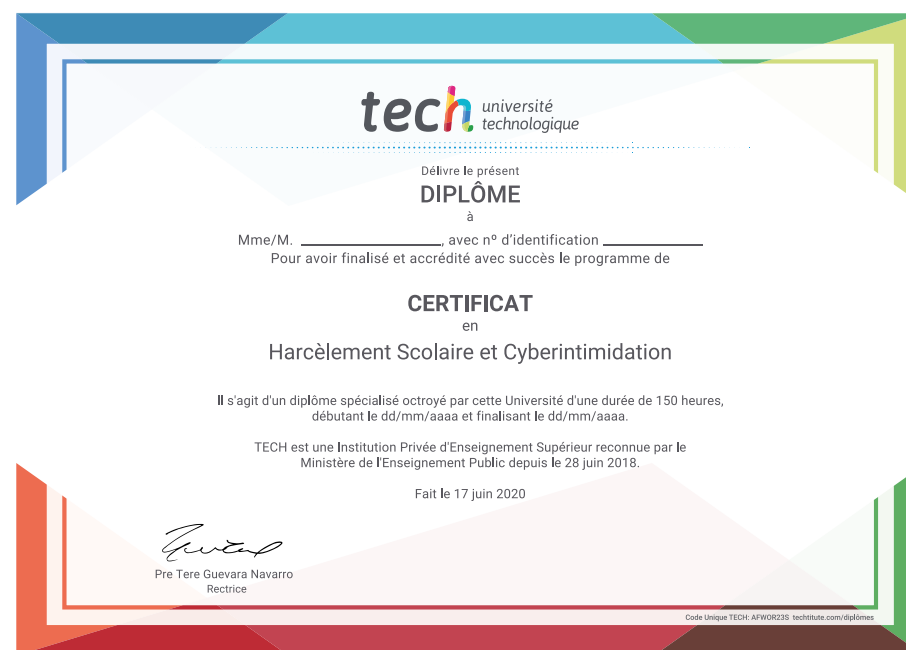 tech université
technologique
Délivre le présent
DIPLÔME
à
Mme/M. ____________________, avec nº d'identification ______________
Pour avoir finalisé et accrédité avec succès le programme de
CERTIFICAT
en
Harcèlement Scolaire et Cyberintimidation
Il s'agit d'un diplôme spécialisé octroyé par cette Université d'une durée de 150 heures,
débutant le dd/mm/aaaa et finalisant le dd/mm/aaaa.
TECH est une Institution Privée d'Enseignement Supérieur reconnue par le
Ministère de l'Enseignement Public depuis le 28 juin 2018.
Fait le 17 juin 2020
Pre Tere Guevara Navarro
Rectrice
Code Unique TECH: AFWOR23S techtitute.com/diplômes